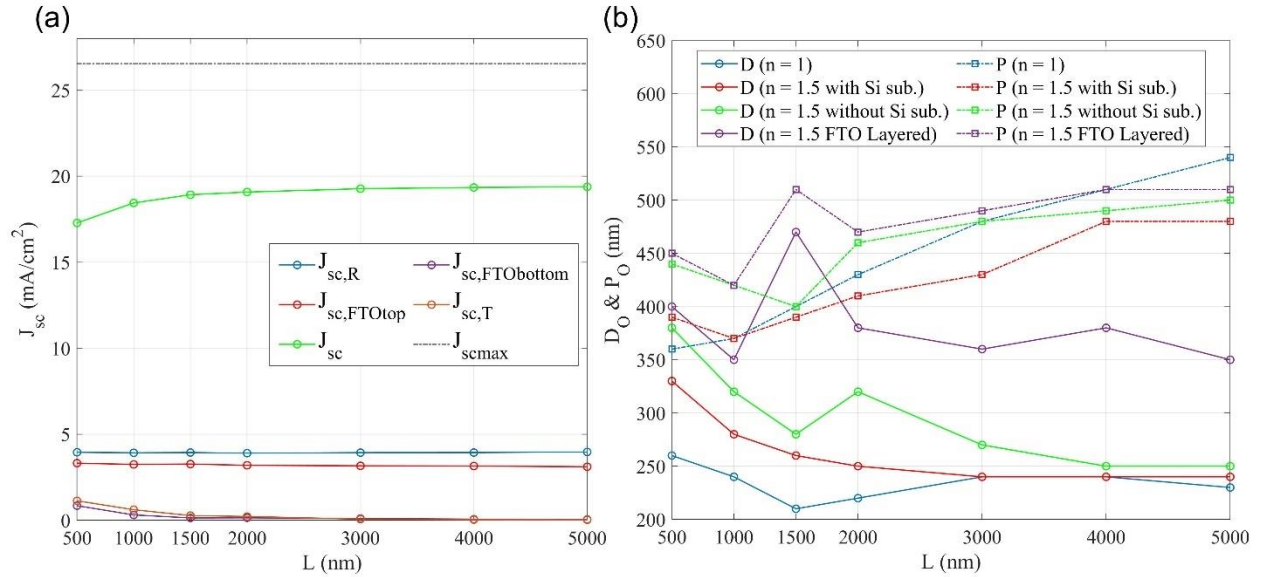 (a)
25
20
15
10
5
0
J_sc (mA/cm²)
J_sc,R
J_sc,FTObottom
J_sc,FTOtop
J_sc,T
J_sc
J_scmax
500 1000 1500 2000 3000 4000 5000
L (nm)
(b)
650
600
550
500
450
400
350
300
250
200
D_O & P_O (nm)
D (n = 1)
P (n = 1)
D (n = 1.5 with Si sub.)
P (n = 1.5 with Si sub.)
D (n = 1.5 without Si sub.)
P (n = 1.5 without Si sub.)
D (n = 1.5 FTO Layered)
P (n = 1.5 FTO Layered)
500 1000 1500 2000 3000 4000 5000
L (nm)